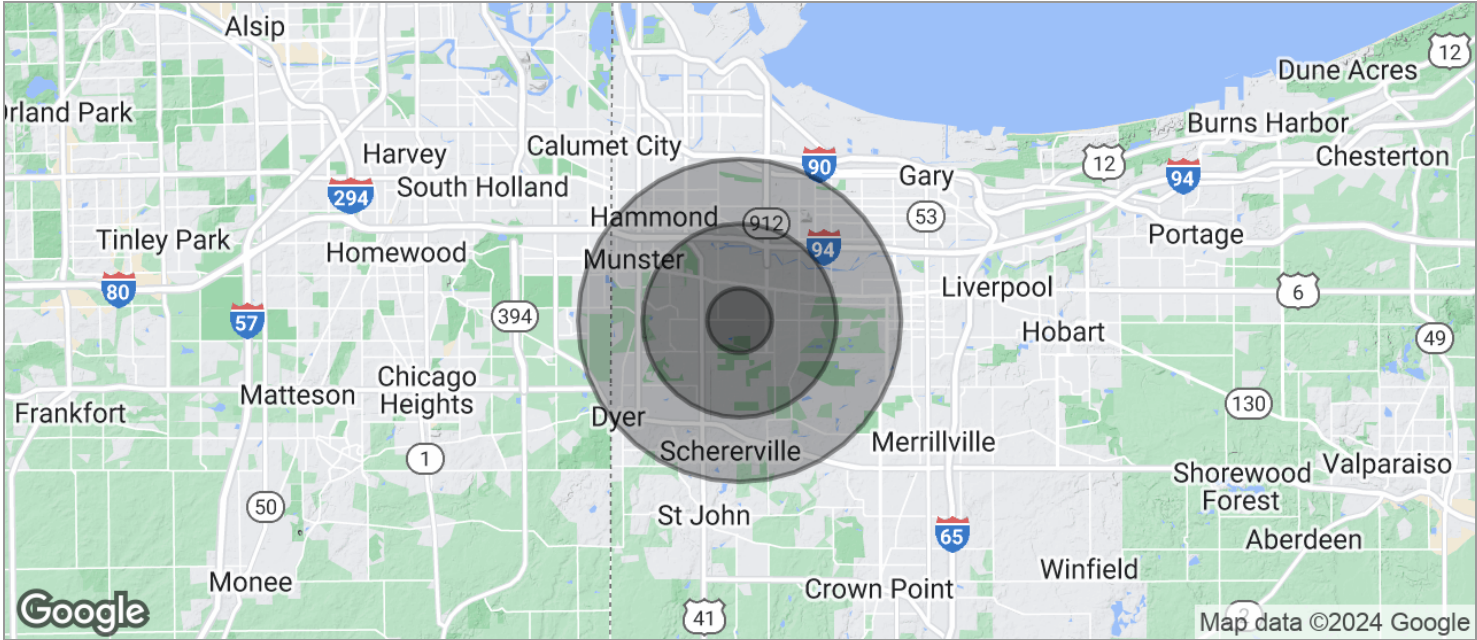 Alsip
12
Dune Acres
rland Park
Burns Harbor
Calumet City
Harvey
12
Chesterton
90
294
South Holland
Gary
94
Hammond
912
53
Tinley Park
Homewood
94
Portage
Munster
80
Liverpool
6
57
394
Hobart
49
Chicago
Heights
Matteson
130
Frankfort
Dyer
1
Schererville
Merrillville
Shorewood
Forest
Valparaiso
50
St John
65
Aberdeen
Monee
Winfield
Crown Point
41
2
Google
Map data ©2024 Google